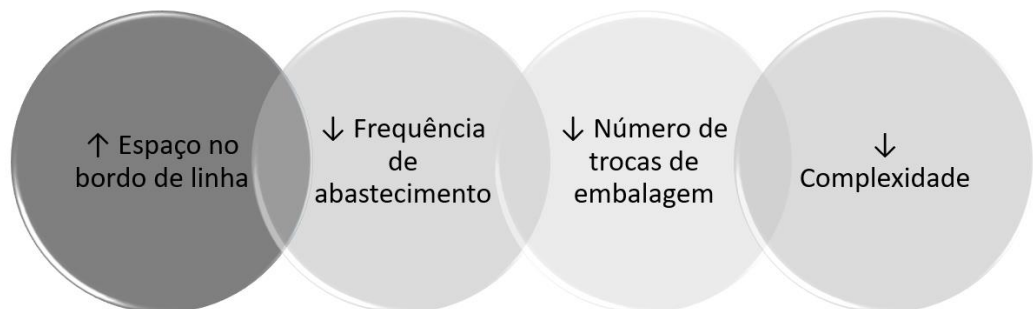 ↑ Espaço no
bordo de linha
↓ Frequência
de
abastecimento
↓ Número de
trocas de
embalagem
↓
Complexidade